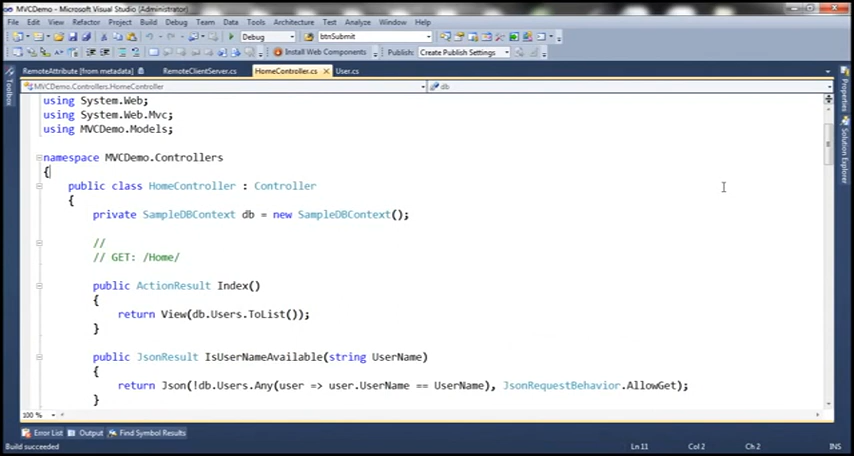 MVCDemo - Microsoft Visual Studio (Administrator)
File Edit View Refactor Project Build Debug Team Data Tools Architecture Test Analyze Window Help
Debug btnSubmit
Install Web Components Publish: Create Publish Settings
RemoteAttribute [from metadata] RemoteClientServer.cs HomeController.cs User.cs
MVCDemo.Controllers.HomeController db
using System.Web;
using System.Web.Mvc;
using MVCDemo.Models;
namespace MVCDemo.Controllers
{
public class HomeController : Controller
{
private SampleDBContext db = new SampleDBContext();
//
// GET: /Home/
public ActionResult Index()
{
return View(db.Users.ToList());
}
public JsonResult IsUserNameAvailable(string UserName)
{
return Json(!db.Users.Any(user => user.UserName == UserName), JsonRequestBehavior.AllowGet);
}
100 %
Error List Output Find Symbol Results
Build succeeded Ln 11 Col 2 Ch 2 INS
Toolbox
Properties
Solution Explorer